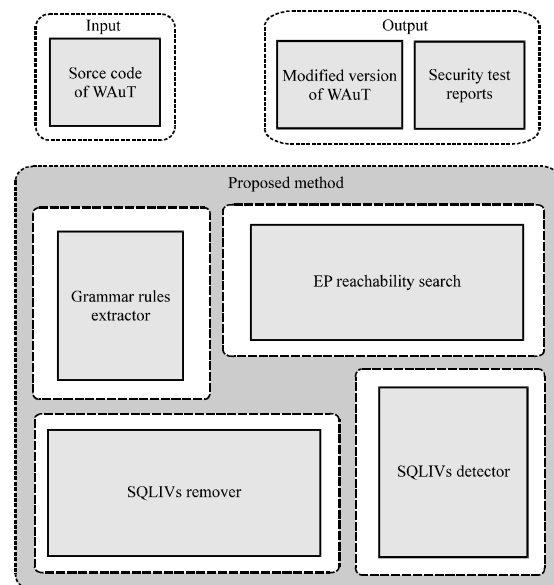 Input
Sorce code
of WAuT
Output
Modified version
of WAuT
Security test
reports
Proposed method
Grammar rules
extractor
EP reachability search
SQLIVs remover
SQLIVs detector